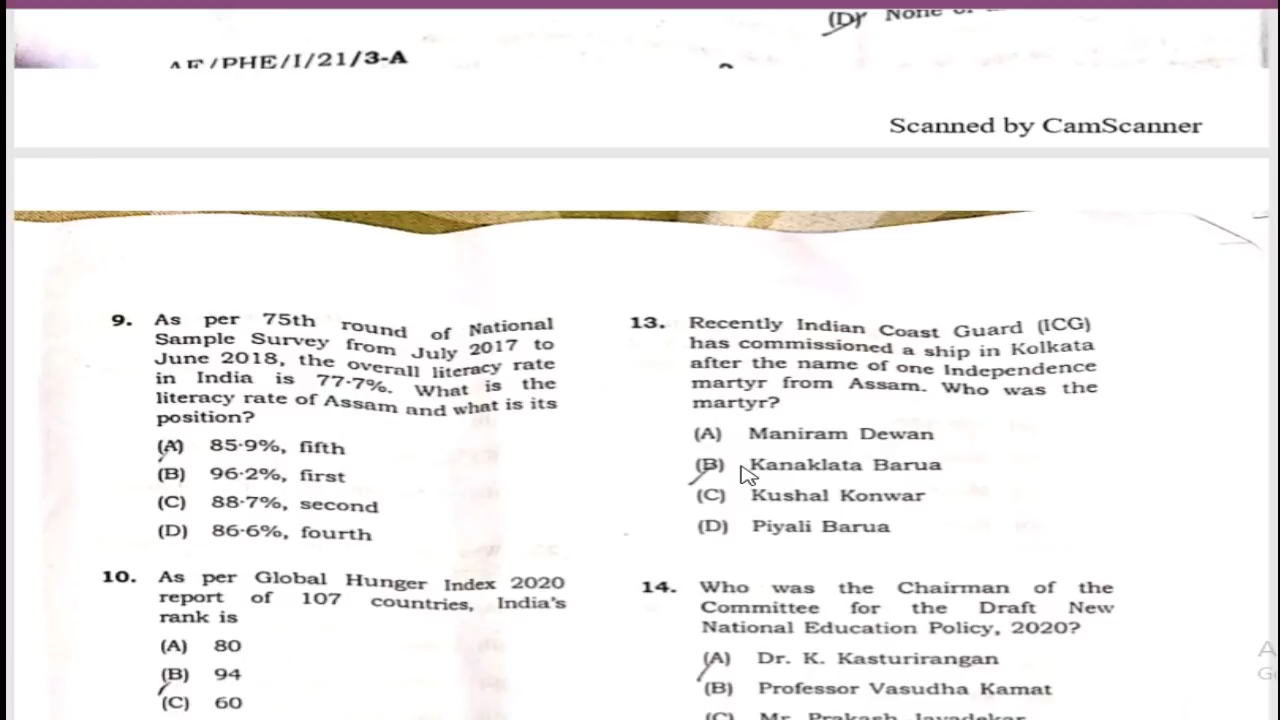 (D) None
AE/PHE/I/21/3-A
Scanned by CamScanner
9. As per 75th round of National
Sample Survey from July 2017 to
June 2018, the overall literacy rate
in India is 77·7%. What is the
literacy rate of Assam and what is its
position?
(A) 85·9%, fifth
(B) 96·2%, first
(C) 88·7%, second
(D) 86·6%, fourth
10. As per Global Hunger Index 2020
report of 107 countries, India's
rank is
(A) 80
(B) 94
(C) 60
13. Recently Indian Coast Guard (ICG)
has commissioned a ship in Kolkata
after the name of one Independence
martyr from Assam. Who was the
martyr?
(A) Maniram Dewan
(B) Kanaklata Barua
(C) Kushal Konwar
(D) Piyali Barua
14. Who was the Chairman of the
Committee for the Draft New
National Education Policy, 2020?
(A) Dr. K. Kasturirangan
(B) Professor Vasudha Kamat
(C) Mr. Prakash Javadekar